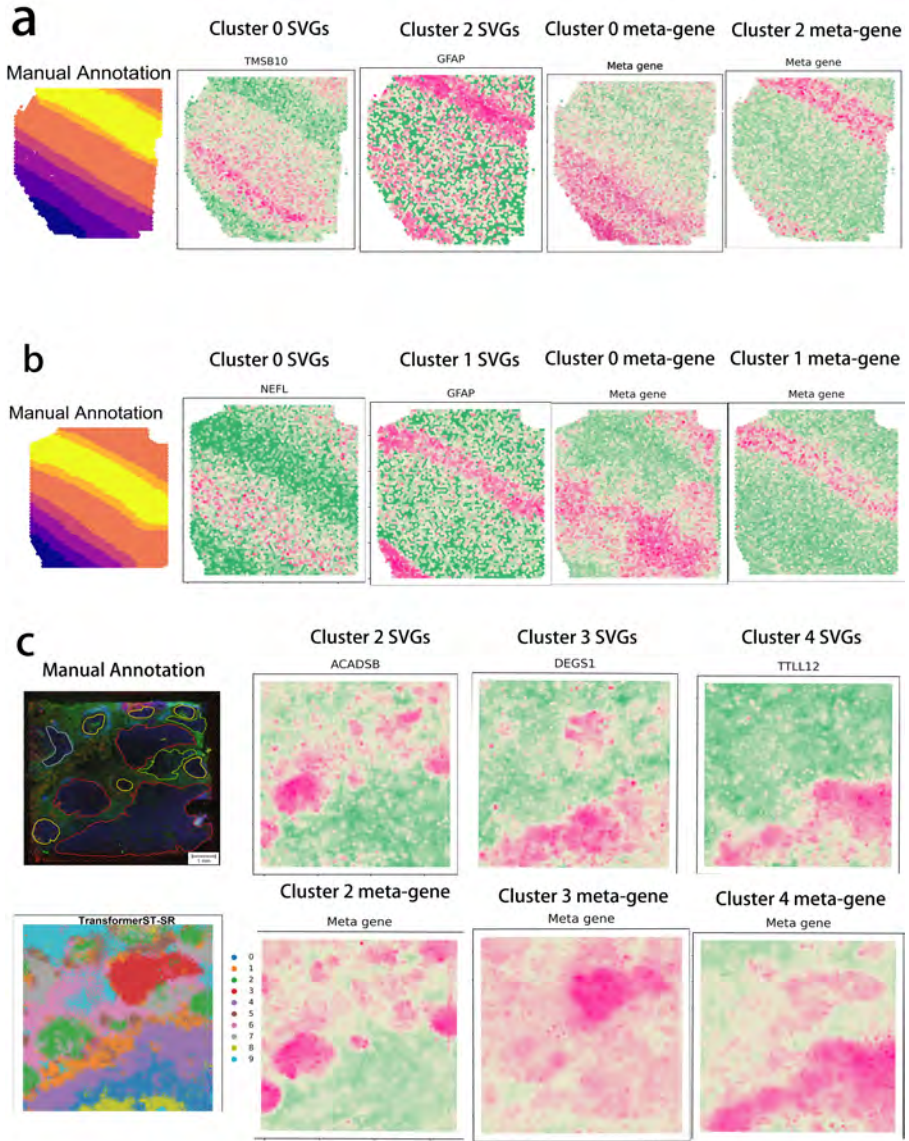 a
Cluster 0 SVGs
Cluster 2 SVGs
Cluster 0 meta-gene
Cluster 2 meta-gene
Manual Annotation
TMSB10
GFAP
Meta gene
Meta gene
b
Cluster 0 SVGs
Cluster 1 SVGs
Cluster 0 meta-gene
Cluster 1 meta-gene
Manual Annotation
NEFL
GFAP
Meta gene
Meta gene
c
Manual Annotation
Cluster 2 SVGs
Cluster 3 SVGs
Cluster 4 SVGs
ACADSB
DEGS1
TTLL12
1 mm
Cluster 2 meta-gene
Cluster 3 meta-gene
Cluster 4 meta-gene
TransformerST-SR
Meta gene
Meta gene
Meta gene
0
1
2
3
4
5
6
7
8
9